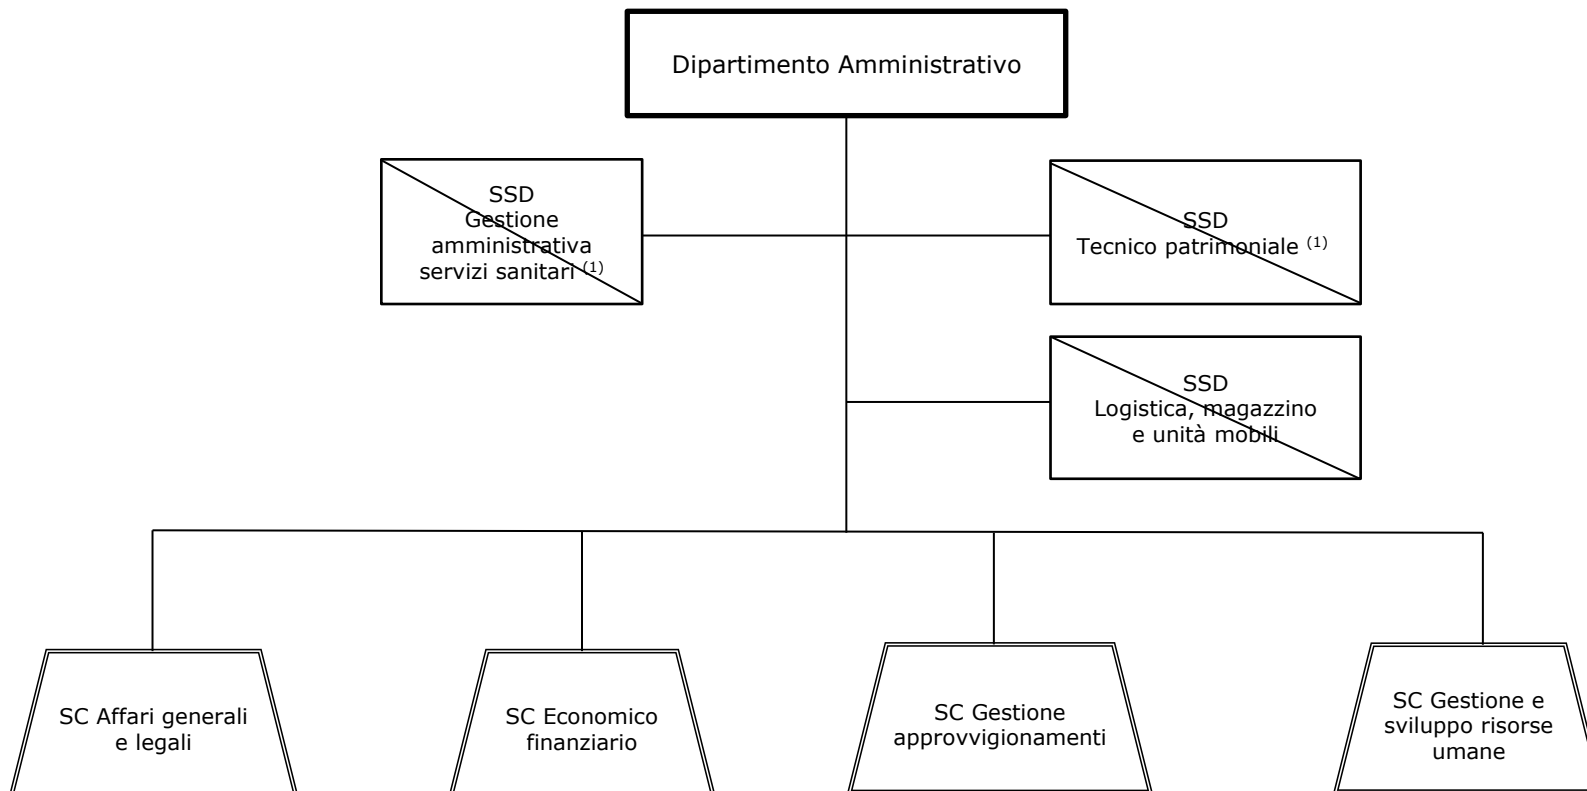 Dipartimento Amministrativo
SSD
Gestione
amministrativa
servizi sanitari (1)
SSD
Tecnico patrimoniale (1)
SSD
Logistica, magazzino
e unità mobili
SC Affari generali
e legali
SC Economico
finanziario
SC Gestione
approvvigionamenti
SC Gestione e
sviluppo risorse
umane